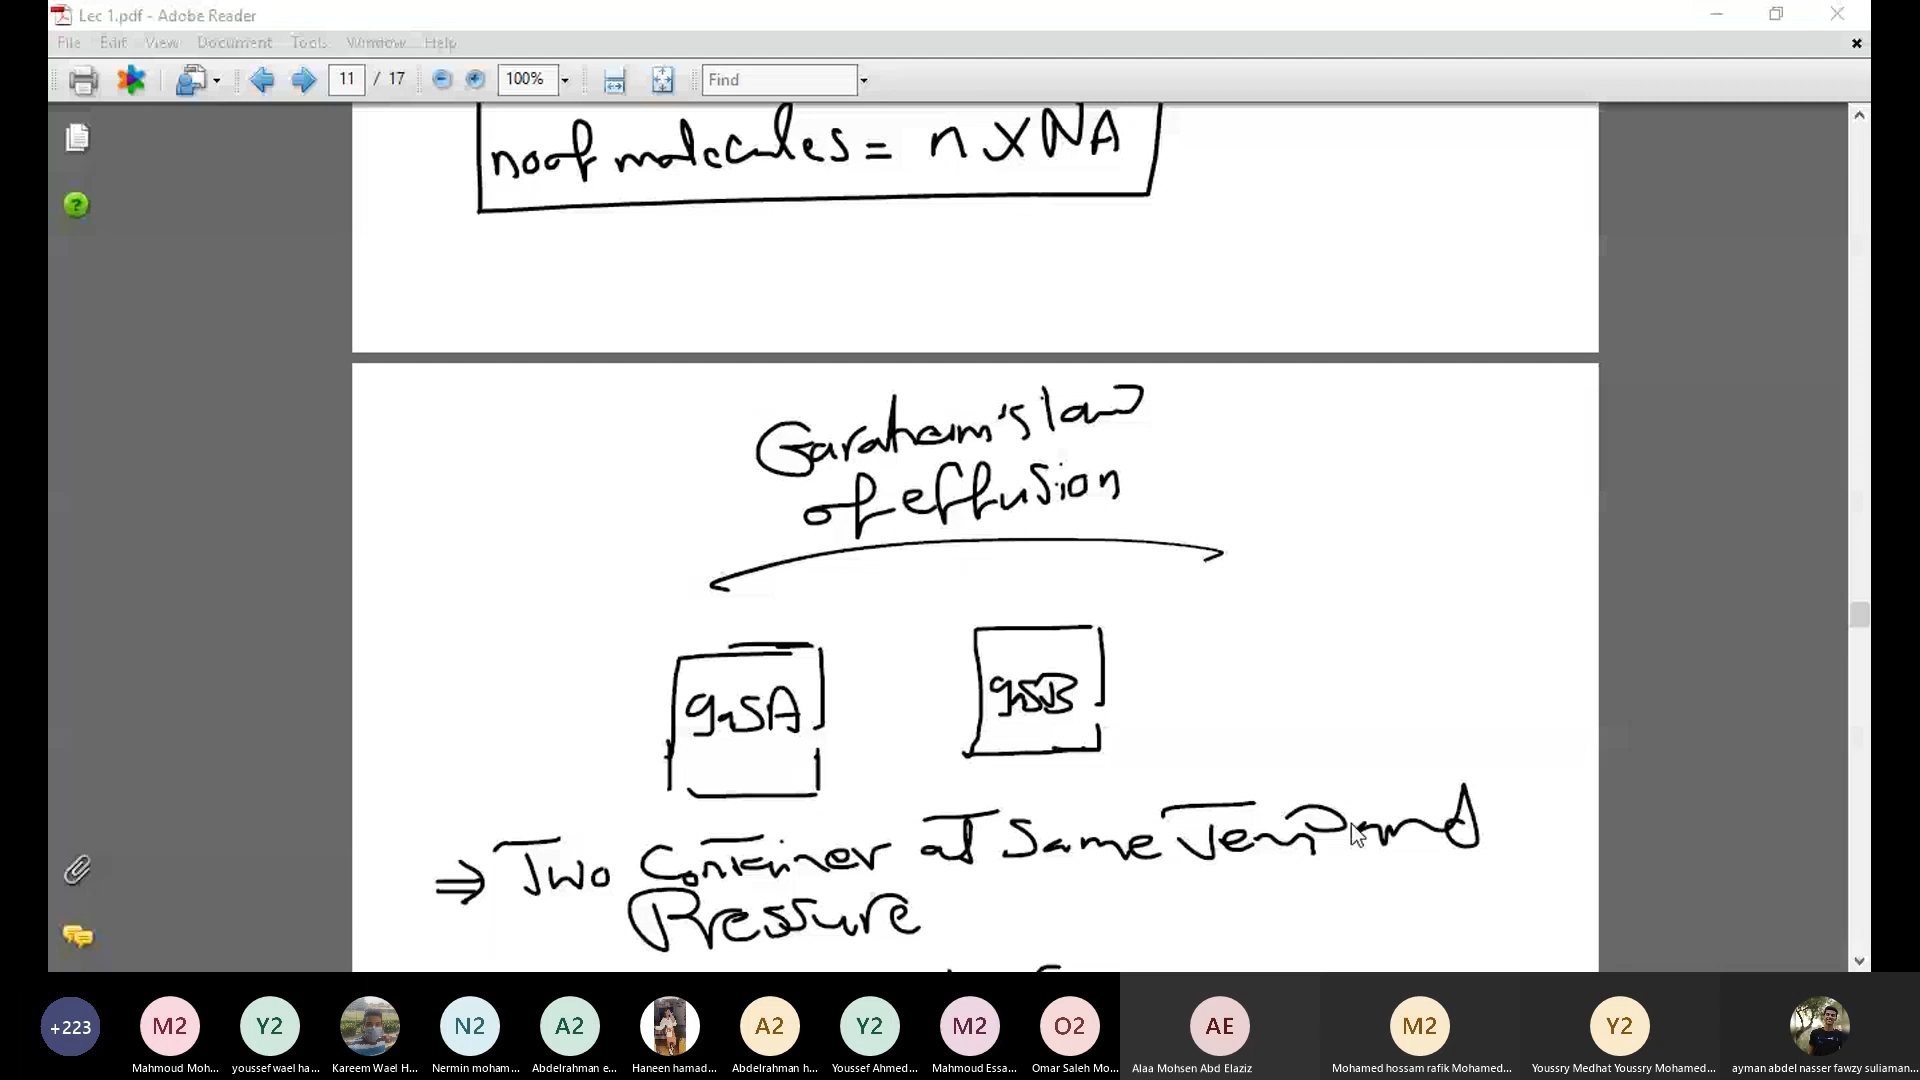 Lec 1.pdf - Adobe Reader
File Edit View Document Tools Window Help
11 / 17 100% Find
no of molecules = n X NA
Garaham's law
of effusion
gas A
gas B
⇒ Two Container at Same Temp and
Pressure
+223
M2 Y2 N2 A2 A2 Y2 M2 O2 AE M2 Y2
Mahmoud Moh... youssef wael ha... Kareem Wael H... Nermin moham... Abdelrahman e... Haneen hamad... Abdelrahman h... Youssef Ahmed... Mahmoud Essa... Omar Saleh Mo... Alaa Mohsen Abd Elaziz Mohamed hossam rafik Mohamed... Youssry Medhat Youssry Mohamed... ayman abdel nasser fawzy suliaman...